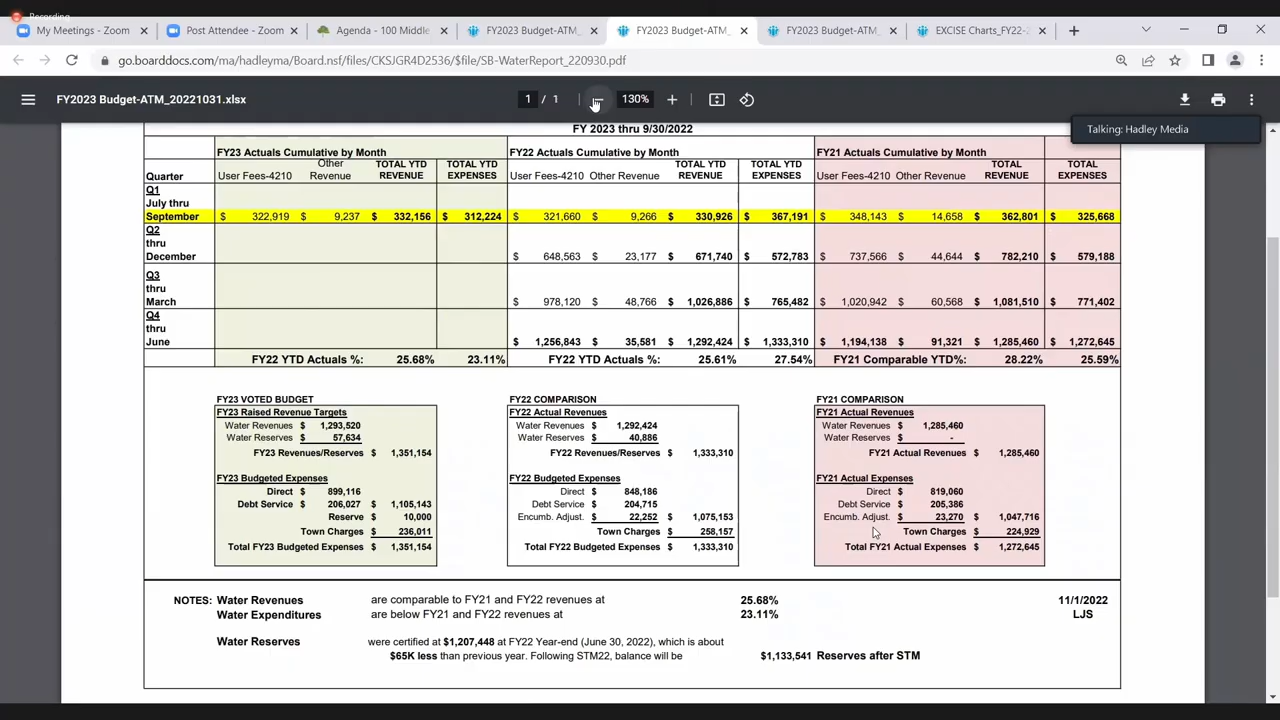 Recording
My Meetings - Zoom
Post Attendee - Zoom
Agenda - 100 Middle
FY2023 Budget-ATM_
FY2023 Budget-ATM_
FY2023 Budget-ATM_
EXCISE Charts_FY22-2
go.boarddocs.com/ma/hadleyma/Board.nsf/files/CKSJGR4D2536/$file/SB-WaterReport_220930.pdf
FY2023 Budget-ATM_20221031.xlsx
1 / 1
130%
Talking: Hadley Media
FY 2023 thru 9/30/2022
FY23 Actuals Cumulative by Month FY22 Actuals Cumulative by Month FY21 Actuals Cumulative by Month
Quarter User Fees-4210 Other Revenue TOTAL YTD REVENUE TOTAL YTD EXPENSES User Fees-4210 Other Revenue TOTAL YTD REVENUE TOTAL YTD EXPENSES User Fees-4210 Other Revenue TOTAL REVENUE TOTAL EXPENSES
Q1
July thru
September $ 322,919 $ 9,237 $ 332,156 $ 312,224 $ 321,660 $ 9,266 $ 330,926 $ 367,191 $ 348,143 $ 14,658 $ 362,801 $ 325,668
Q2
thru
December $ 648,563 $ 23,177 $ 671,740 $ 572,783 $ 737,566 $ 44,644 $ 782,210 $ 579,188
Q3
thru
March $ 978,120 $ 48,766 $ 1,026,886 $ 765,482 $ 1,020,942 $ 60,568 $ 1,081,510 $ 771,402
Q4
thru
June $ 1,256,843 $ 35,581 $ 1,292,424 $ 1,333,310 $ 1,194,138 $ 91,321 $ 1,285,460 $ 1,272,645
FY22 YTD Actuals %: 25.68% 23.11% FY22 YTD Actuals %: 25.61% 27.54% FY21 Comparable YTD%: 28.22% 25.59%
FY23 VOTED BUDGET
FY23 Raised Revenue Targets
Water Revenues $ 1,293,520
Water Reserves $ 57,634
FY23 Revenues/Reserves $ 1,351,154
FY23 Budgeted Expenses
Direct $ 899,116
Debt Service $ 206,027 $ 1,105,143
Reserve $ 10,000
Town Charges $ 236,011
Total FY23 Budgeted Expenses $ 1,351,154
FY22 COMPARISON
FY22 Actual Revenues
Water Revenues $ 1,292,424
Water Reserves $ 40,886
FY22 Revenues/Reserves $ 1,333,310
FY22 Budgeted Expenses
Direct $ 848,186
Debt Service $ 204,715
Encumb. Adjust. $ 22,252 $ 1,075,153
Town Charges $ 258,157
Total FY22 Budgeted Expenses $ 1,333,310
FY21 COMPARISON
FY21 Actual Revenues
Water Revenues $ 1,285,460
Water Reserves $ -
FY21 Actual Revenues $ 1,285,460
FY21 Actual Expenses
Direct $ 819,060
Debt Service $ 205,386
Encumb. Adjust. $ 23,270 $ 1,047,716
Town Charges $ 224,929
Total FY21 Actual Expenses $ 1,272,645
NOTES: Water Revenues are comparable to FY21 and FY22 revenues at 25.68% 11/1/2022
Water Expenditures are below FY21 and FY22 revenues at 23.11% LJS
Water Reserves were certified at $1,207,448 at FY22 Year-end (June 30, 2022), which is about
$65K less than previous year. Following STM22, balance will be $1,133,541 Reserves after STM